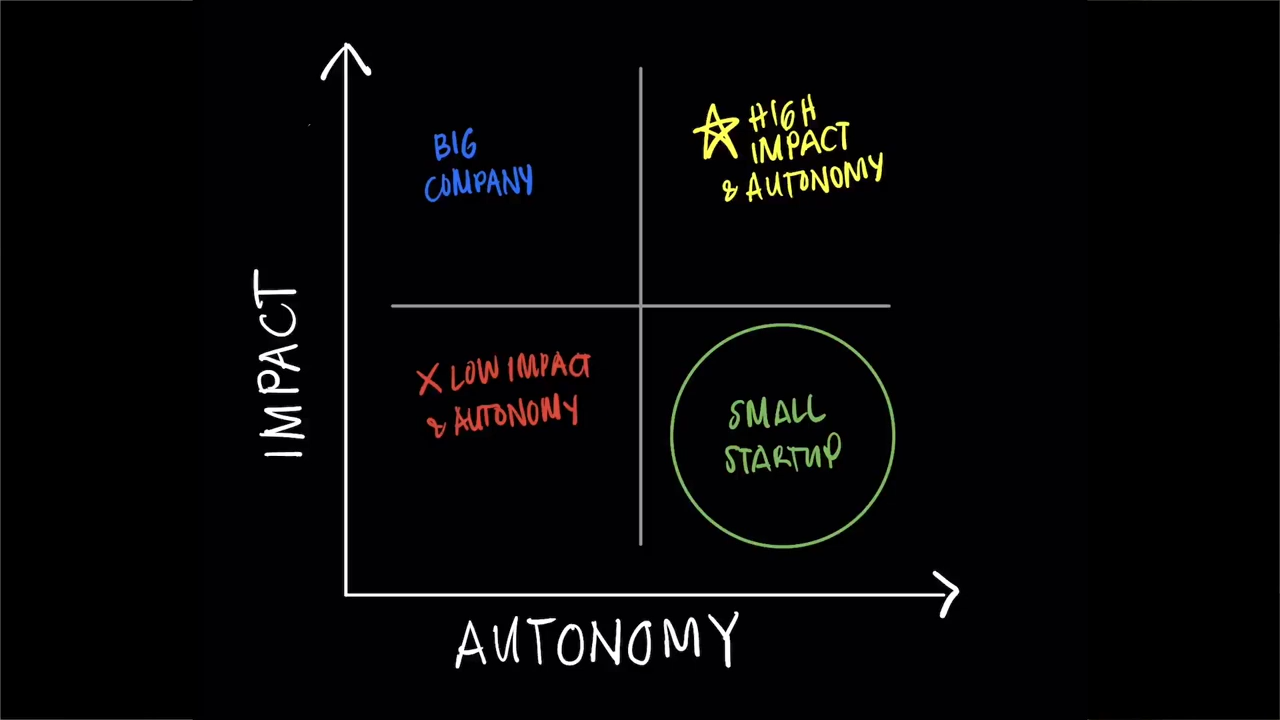 BIG
COMPANY
HIGH
IMPACT
& AUTONOMY
IMPACT
X LOW IMPACT
& AUTONOMY
SMALL
STARTUP
AUTONOMY